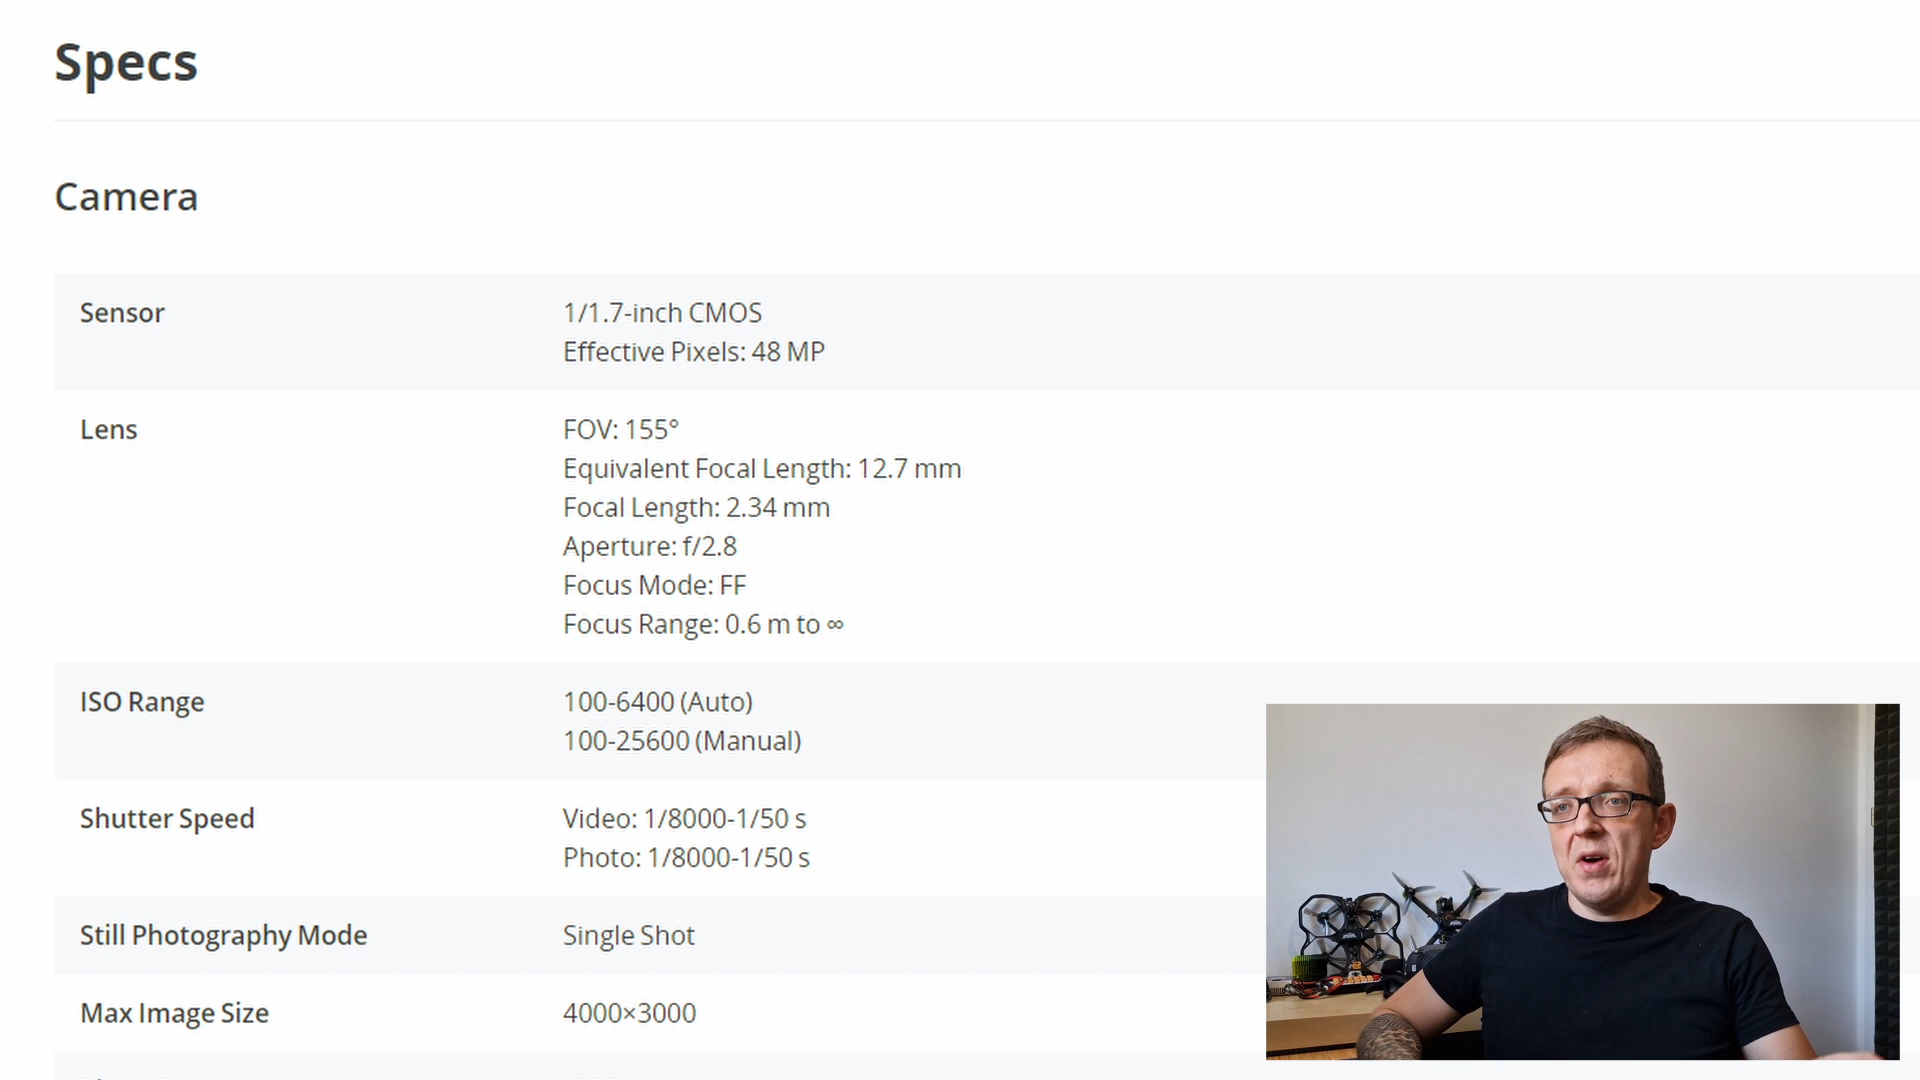 Specs
Camera
Sensor
1/1.7-inch CMOS
Effective Pixels: 48 MP
Lens
FOV: 155°
Equivalent Focal Length: 12.7 mm
Focal Length: 2.34 mm
Aperture: f/2.8
Focus Mode: FF
Focus Range: 0.6 m to ∞
ISO Range
100-6400 (Auto)
100-25600 (Manual)
Shutter Speed
Video: 1/8000-1/50 s
Photo: 1/8000-1/50 s
Still Photography Mode
Single Shot
Max Image Size
4000×3000